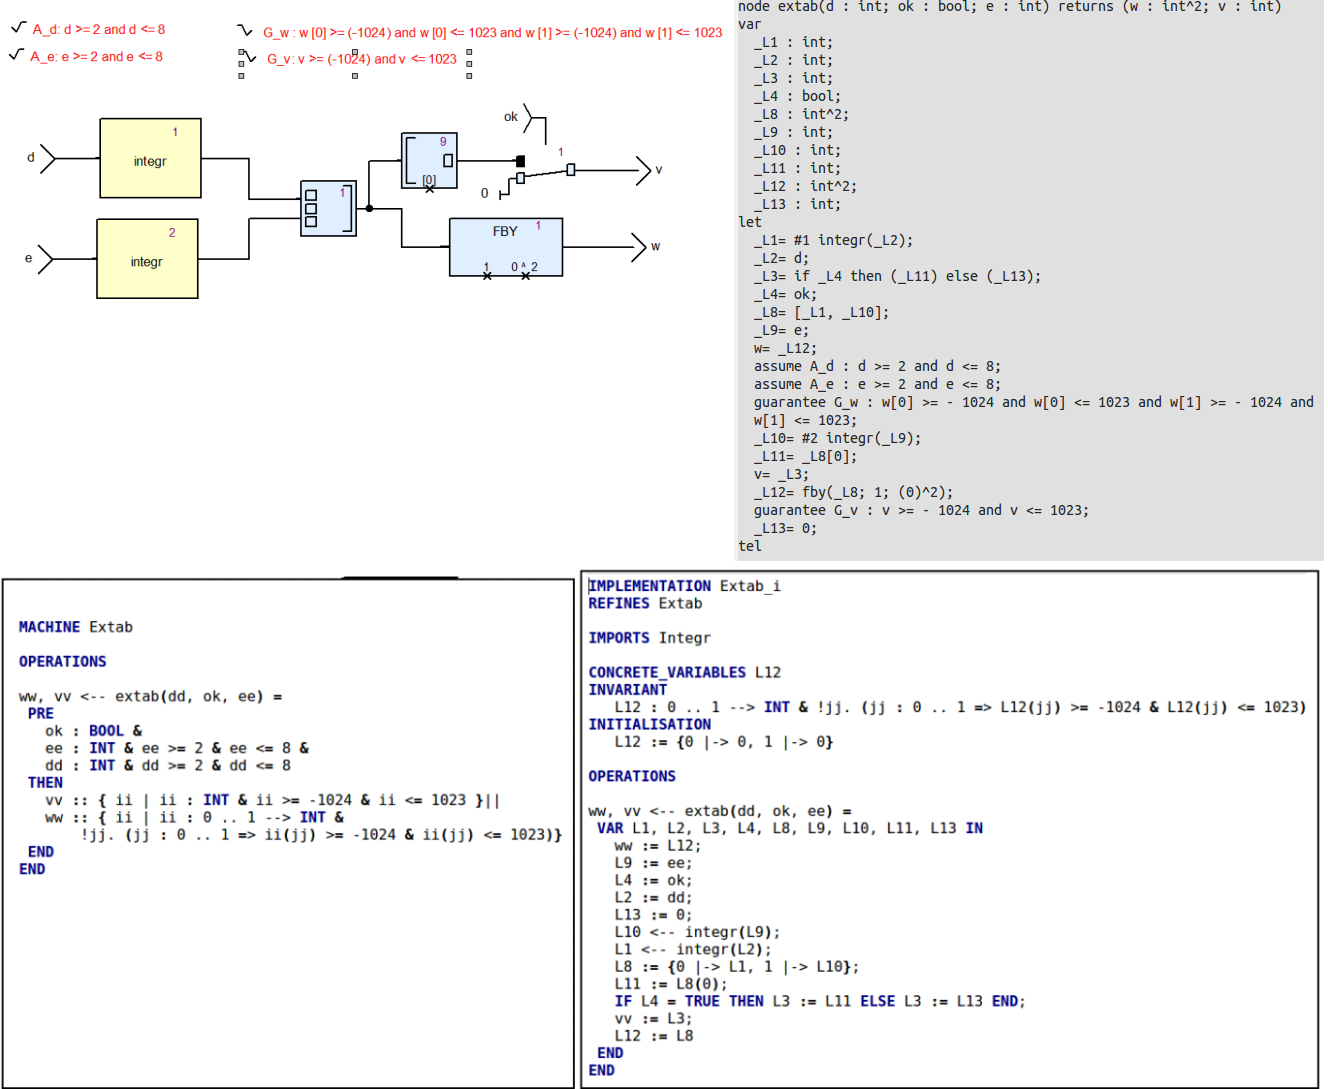 A_d: d >= 2 and d <= 8
A_e: e >= 2 and e <= 8
G_w : w [0] >= (-1024) and w [0] <= 1023 and w [1] >= (-1024) and w [1] <= 1023
G_v: v >= (-1024) and v <= 1023
d
1
integr
e
2
integr
1
9
[0]
ok
1
0
v
FBY
1
1
0 ^ 2
w
node extab(d : int; ok : bool; e : int) returns (w : int^2; v : int)
var
_L1 : int;
_L2 : int;
_L3 : int;
_L4 : bool;
_L8 : int^2;
_L9 : int;
_L10 : int;
_L11 : int;
_L12 : int^2;
_L13 : int;
let
_L1= #1 integr(_L2);
_L2= d;
_L3= if _L4 then (_L11) else (_L13);
_L4= ok;
_L8= [_L1, _L10];
_L9= e;
w= _L12;
assume A_d : d >= 2 and d <= 8;
assume A_e : e >= 2 and e <= 8;
guarantee G_w : w[0] >= - 1024 and w[0] <= 1023 and w[1] >= - 1024 and
w[1] <= 1023;
_L10= #2 integr(_L9);
_L11= _L8[0];
v= _L3;
_L12= fby(_L8; 1; (0)^2);
guarantee G_v : v >= - 1024 and v <= 1023;
_L13= 0;
tel
MACHINE Extab
OPERATIONS
ww, vv <-- extab(dd, ok, ee) =
PRE
ok : BOOL &
ee : INT & ee >= 2 & ee <= 8 &
dd : INT & dd >= 2 & dd <= 8
THEN
vv :: { ii | ii : INT & ii >= -1024 & ii <= 1023 }||
ww :: { ii | ii : 0 .. 1 --> INT &
!jj. (jj : 0 .. 1 => ii(jj) >= -1024 & ii(jj) <= 1023)}
END
END
IMPLEMENTATION Extab_i
REFINES Extab
IMPORTS Integr
CONCRETE_VARIABLES L12
INVARIANT
L12 : 0 .. 1 --> INT & !jj. (jj : 0 .. 1 => L12(jj) >= -1024 & L12(jj) <= 1023)
INITIALISATION
L12 := {0 |-> 0, 1 |-> 0}
OPERATIONS
ww, vv <-- extab(dd, ok, ee) =
VAR L1, L2, L3, L4, L8, L9, L10, L11, L13 IN
ww := L12;
L9 := ee;
L4 := ok;
L2 := dd;
L13 := 0;
L10 <-- integr(L9);
L1 <-- integr(L2);
L8 := {0 |-> L1, 1 |-> L10};
L11 := L8(0);
IF L4 = TRUE THEN L3 := L11 ELSE L3 := L13 END;
vv := L3;
L12 := L8
END
END